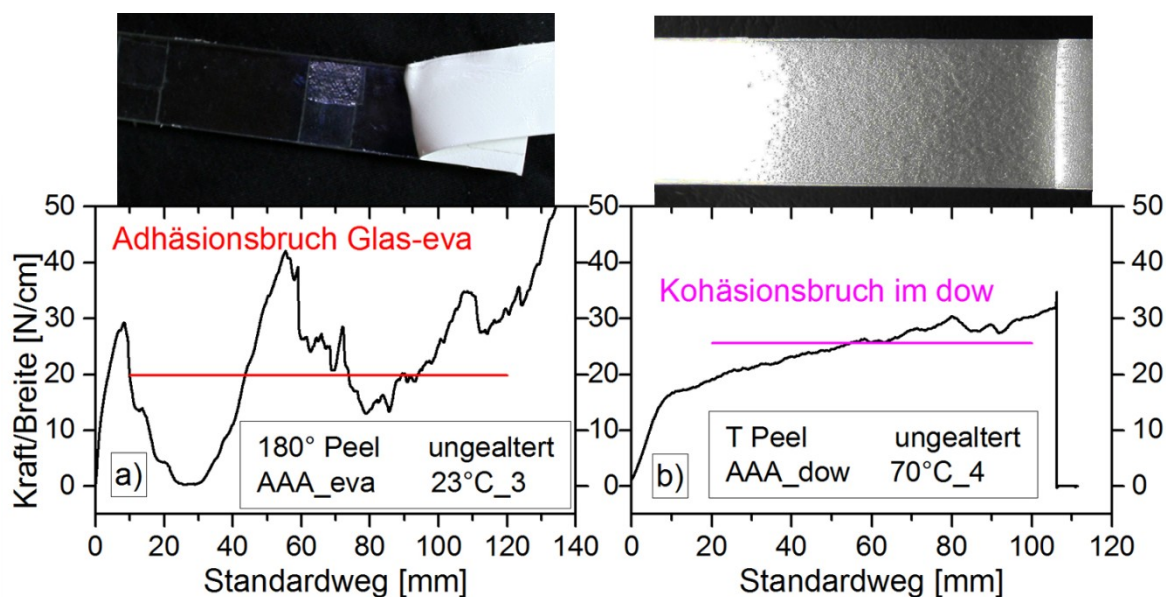 50
40
30
20
10
0
Kraft/Breite [N/cm]
Adhäsionsbruch Glas-eva
a)
180° Peel ungealtert
AAA_eva 23°C_3
0 20 40 60 80 100 120 140
Standardweg [mm]
50 50
40 40
30 30
20 20
10 10
0 0
Kohäsionsbruch im dow
b)
T Peel ungealtert
AAA_dow 70°C_4
0 20 40 60 80 100 120
Standardweg [mm]